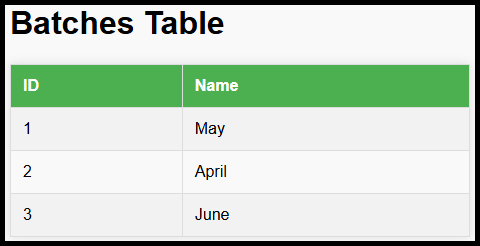 Batches Table
ID Name
1 May
2 April
3 June